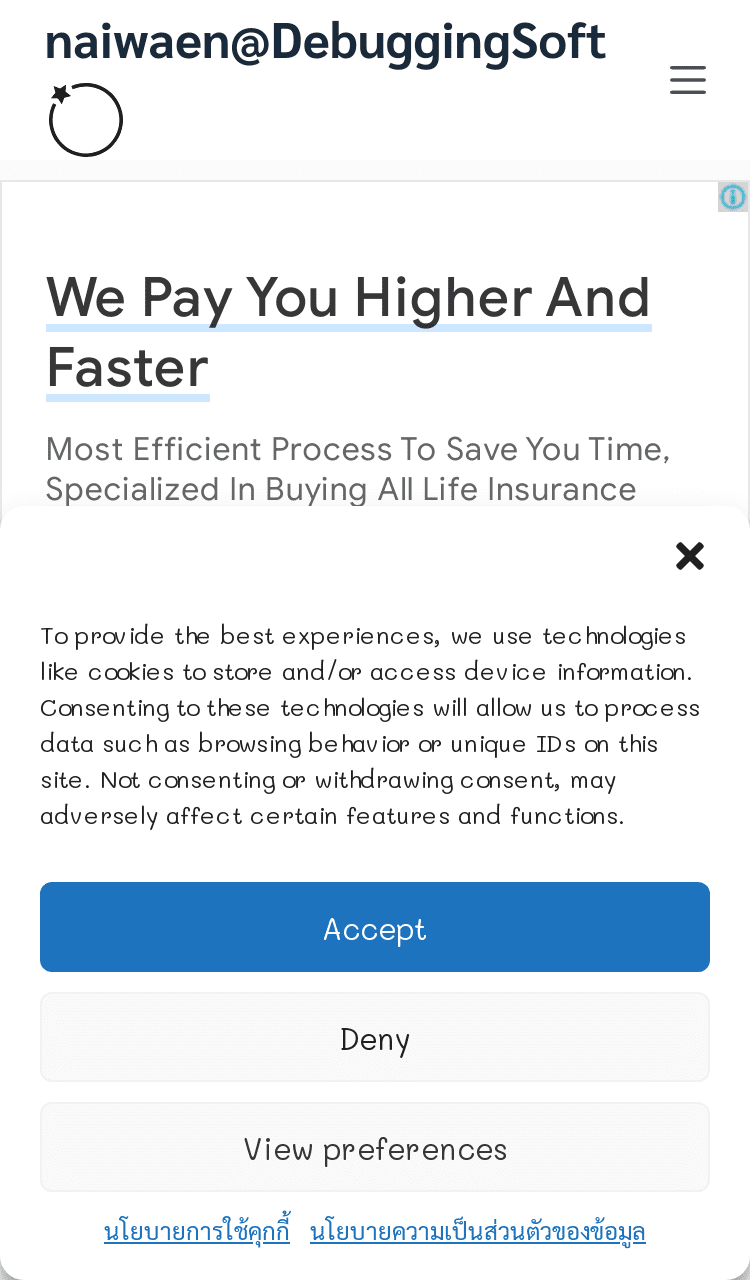 naiwaen@DebuggingSoft
We Pay You Higher And
Faster
Most Efficient Process To Save You Time,
Specialized In Buying All Life Insurance
To provide the best experiences, we use technologies
like cookies to store and/or access device information.
Consenting to these technologies will allow us to process
data such as browsing behavior or unique IDs on this
site. Not consenting or withdrawing consent, may
adversely affect certain features and functions.
Accept
Deny
View preferences
นโยบายการใช้คุกกี้ นโยบายความเป็นส่วนตัวของข้อมูล